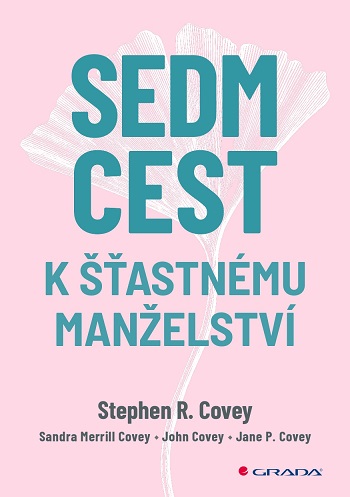 SEDM
CEST
K ŠŤASTNÉMU
MANŽELSTVÍ
Stephen R. Covey
Sandra Merrill Covey • John Covey • Jane P. Covey
GRADA